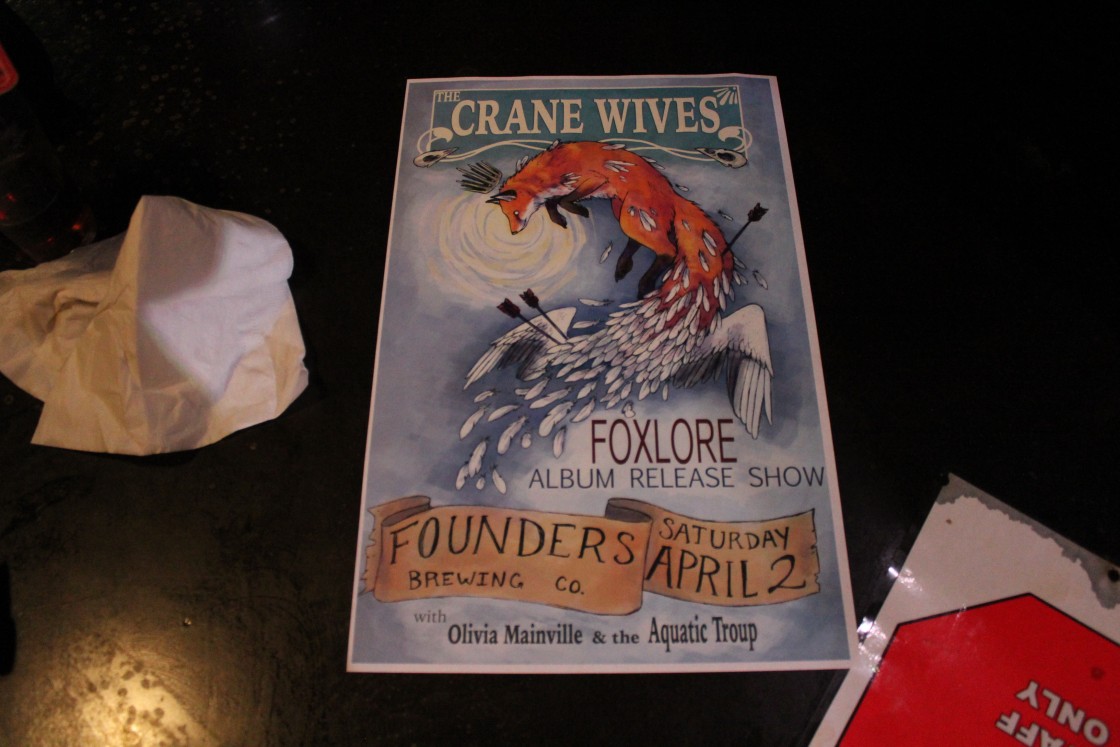 THE
CRANE WIVES
FOXLORE
ALBUM RELEASE SHOW
FOUNDERS
BREWING CO.
SATURDAY
APRIL 2
with
Olivia Mainville & the Aquatic Troup
ONLY